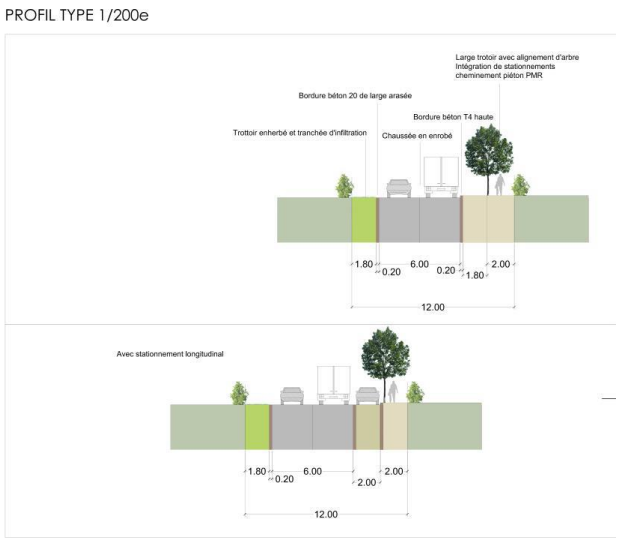 PROFIL TYPE 1/200e
Large trotoir avec alignement d'arbre
Intégration de stationnements
cheminement piéton PMR
Bordure béton 20 de large arasée
Bordure béton T4 haute
Trottoir enherbé et tranchée d'infiltration
Chaussée en enrobé
1.80
0.20
6.00
0.20
1.80
2.00
12.00
Avec stationnement longitudinal
1.80
0.20
6.00
2.00
2.00
12.00